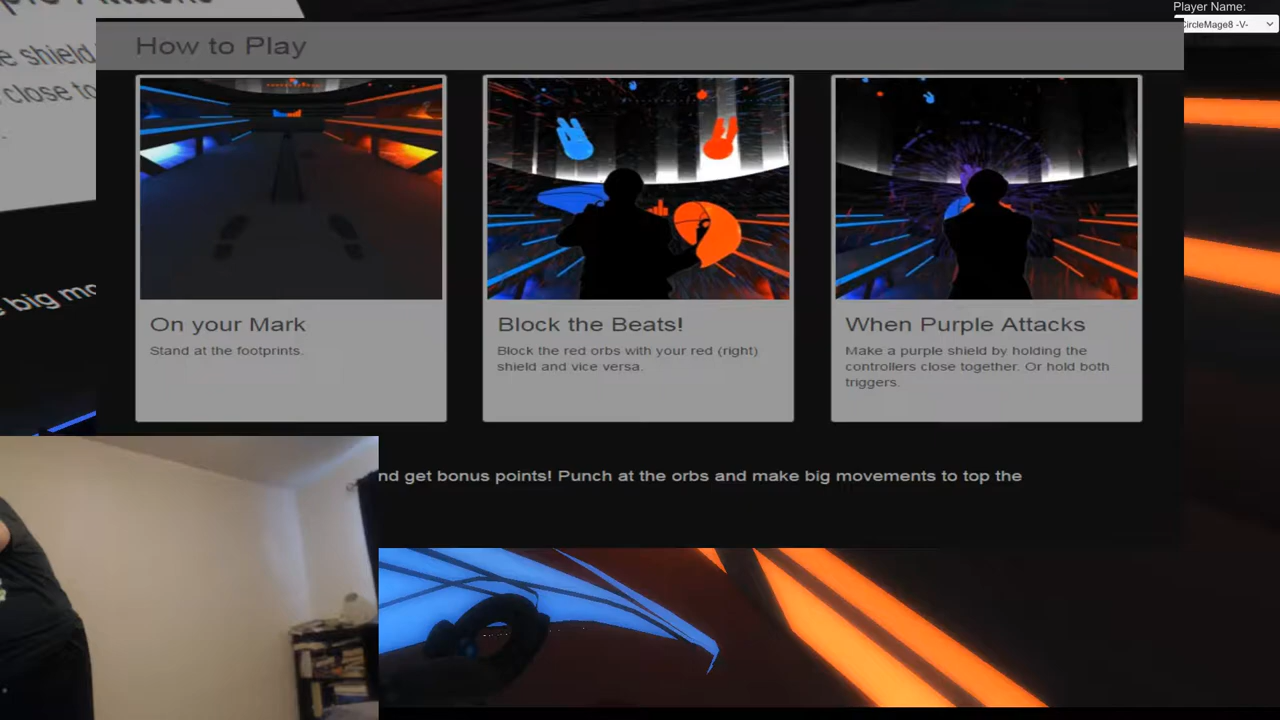 Player Name:
CircleMage8 -V-
How to Play
On your Mark
Stand at the footprints.
Block the Beats!
Block the red orbs with your red (right)
shield and vice versa.
When Purple Attacks
Make a purple shield by holding the
controllers close together. Or hold both
triggers.
e shield
close to
e big mo
nd get bonus points! Punch at the orbs and make big movements to top the